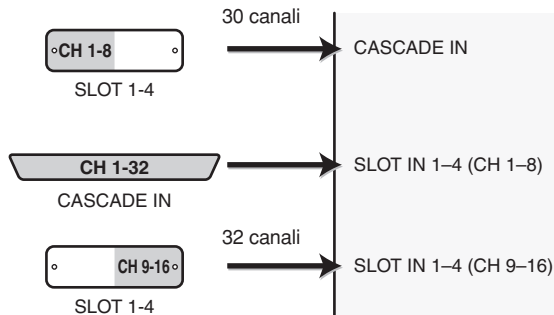 30 canali
CH 1-8
CASCADE IN
SLOT 1-4
CH 1-32
SLOT IN 1–4 (CH 1–8)
CASCADE IN
32 canali
CH 9-16
SLOT IN 1–4 (CH 9–16)
SLOT 1-4